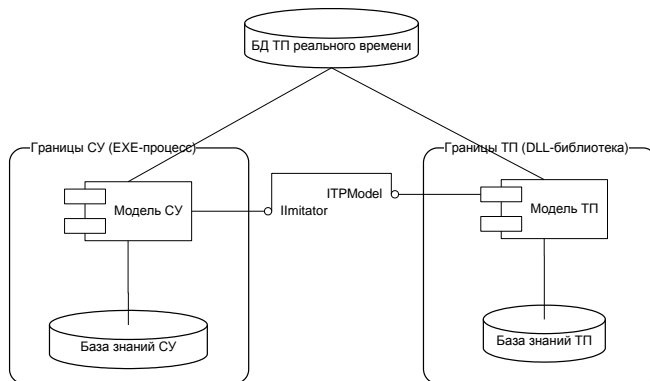 БД ТП реального времени
Границы СУ (EXE-процесс)
Границы ТП (DLL-библиотека)
ITPModel
Модель СУ
IImitator
Модель ТП
База знаний СУ
База знаний ТП